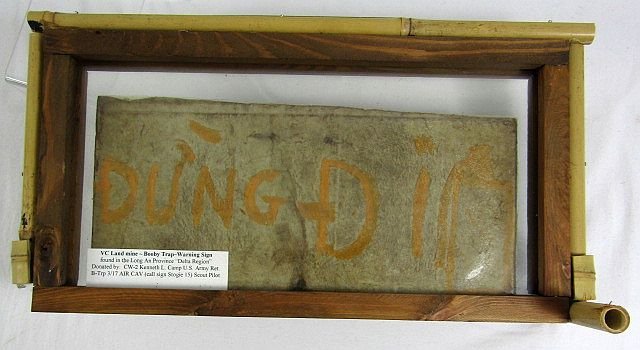 ĐỪNG ĐI
VC Land mine ~ Booby Trap~Warning Sign
found in the Long An Province "Delta Region"
Donated by: CW-2 Kenneth L. Camp U.S. Army Ret.
B-Trp 3/17 AIR CAV (call sign Stogie 15) Scout Pilot